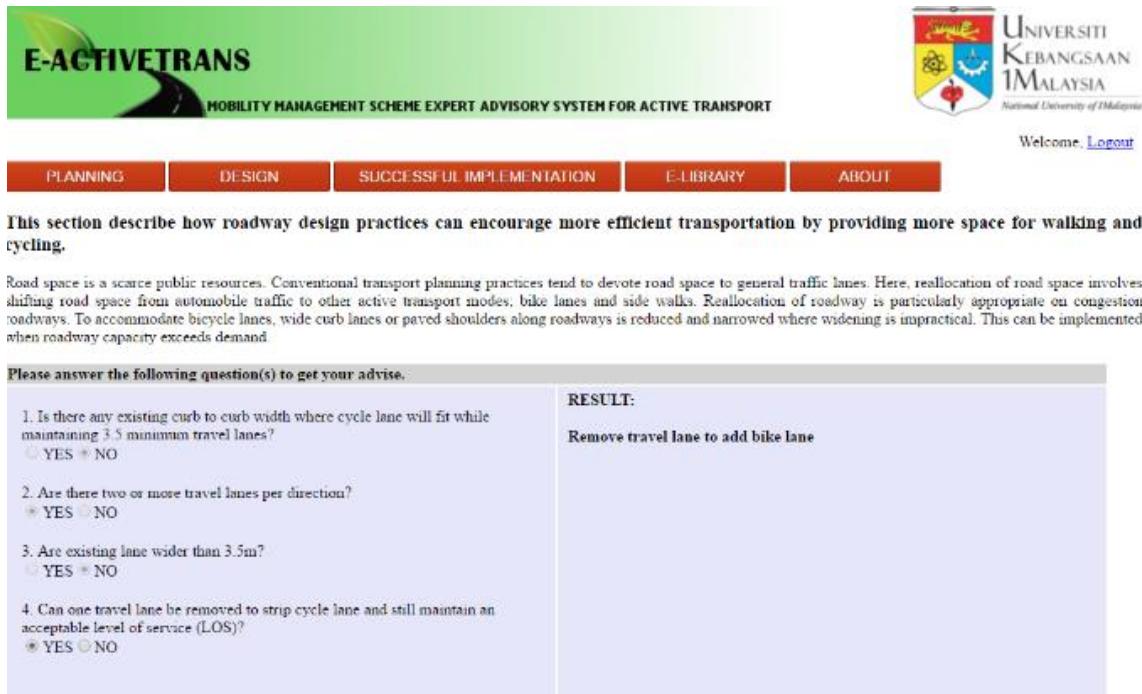 E-ACTIVETRANS
MOBILITY MANAGEMENT SCHEME EXPERT ADVISORY SYSTEM FOR ACTIVE TRANSPORT
UNIVERSITI
KEBANGSAAN
1MALAYSIA
National University of 1Malaysia
Welcome, Logout
PLANNING DESIGN SUCCESSFUL IMPLEMENTATION E-LIBRARY ABOUT
This section describe how roadway design practices can encourage more efficient transportation by providing more space for walking and
cycling.
Road space is a scarce public resources. Conventional transport planning practices tend to devote road space to general traffic lanes. Here, reallocation of road space involves
shifting road space from automobile traffic to other active transport modes; bike lanes and side walks. Reallocation of roadway is particularly appropriate on congestion
roadways. To accommodate bicycle lanes, wide curb lanes or paved shoulders along roadways is reduced and narrowed where widening is impractical. This can be implemented
when roadway capacity exceeds demand.
Please answer the following question(s) to get your advise.
1. Is there any existing curb to curb width where cycle lane will fit while
maintaining 3.5 minimum travel lanes?
YES NO
2. Are there two or more travel lanes per direction?
YES NO
3. Are existing lane wider than 3.5m?
YES NO
4. Can one travel lane be removed to strip cycle lane and still maintain an
acceptable level of service (LOS)?
YES NO
RESULT:
Remove travel lane to add bike lane